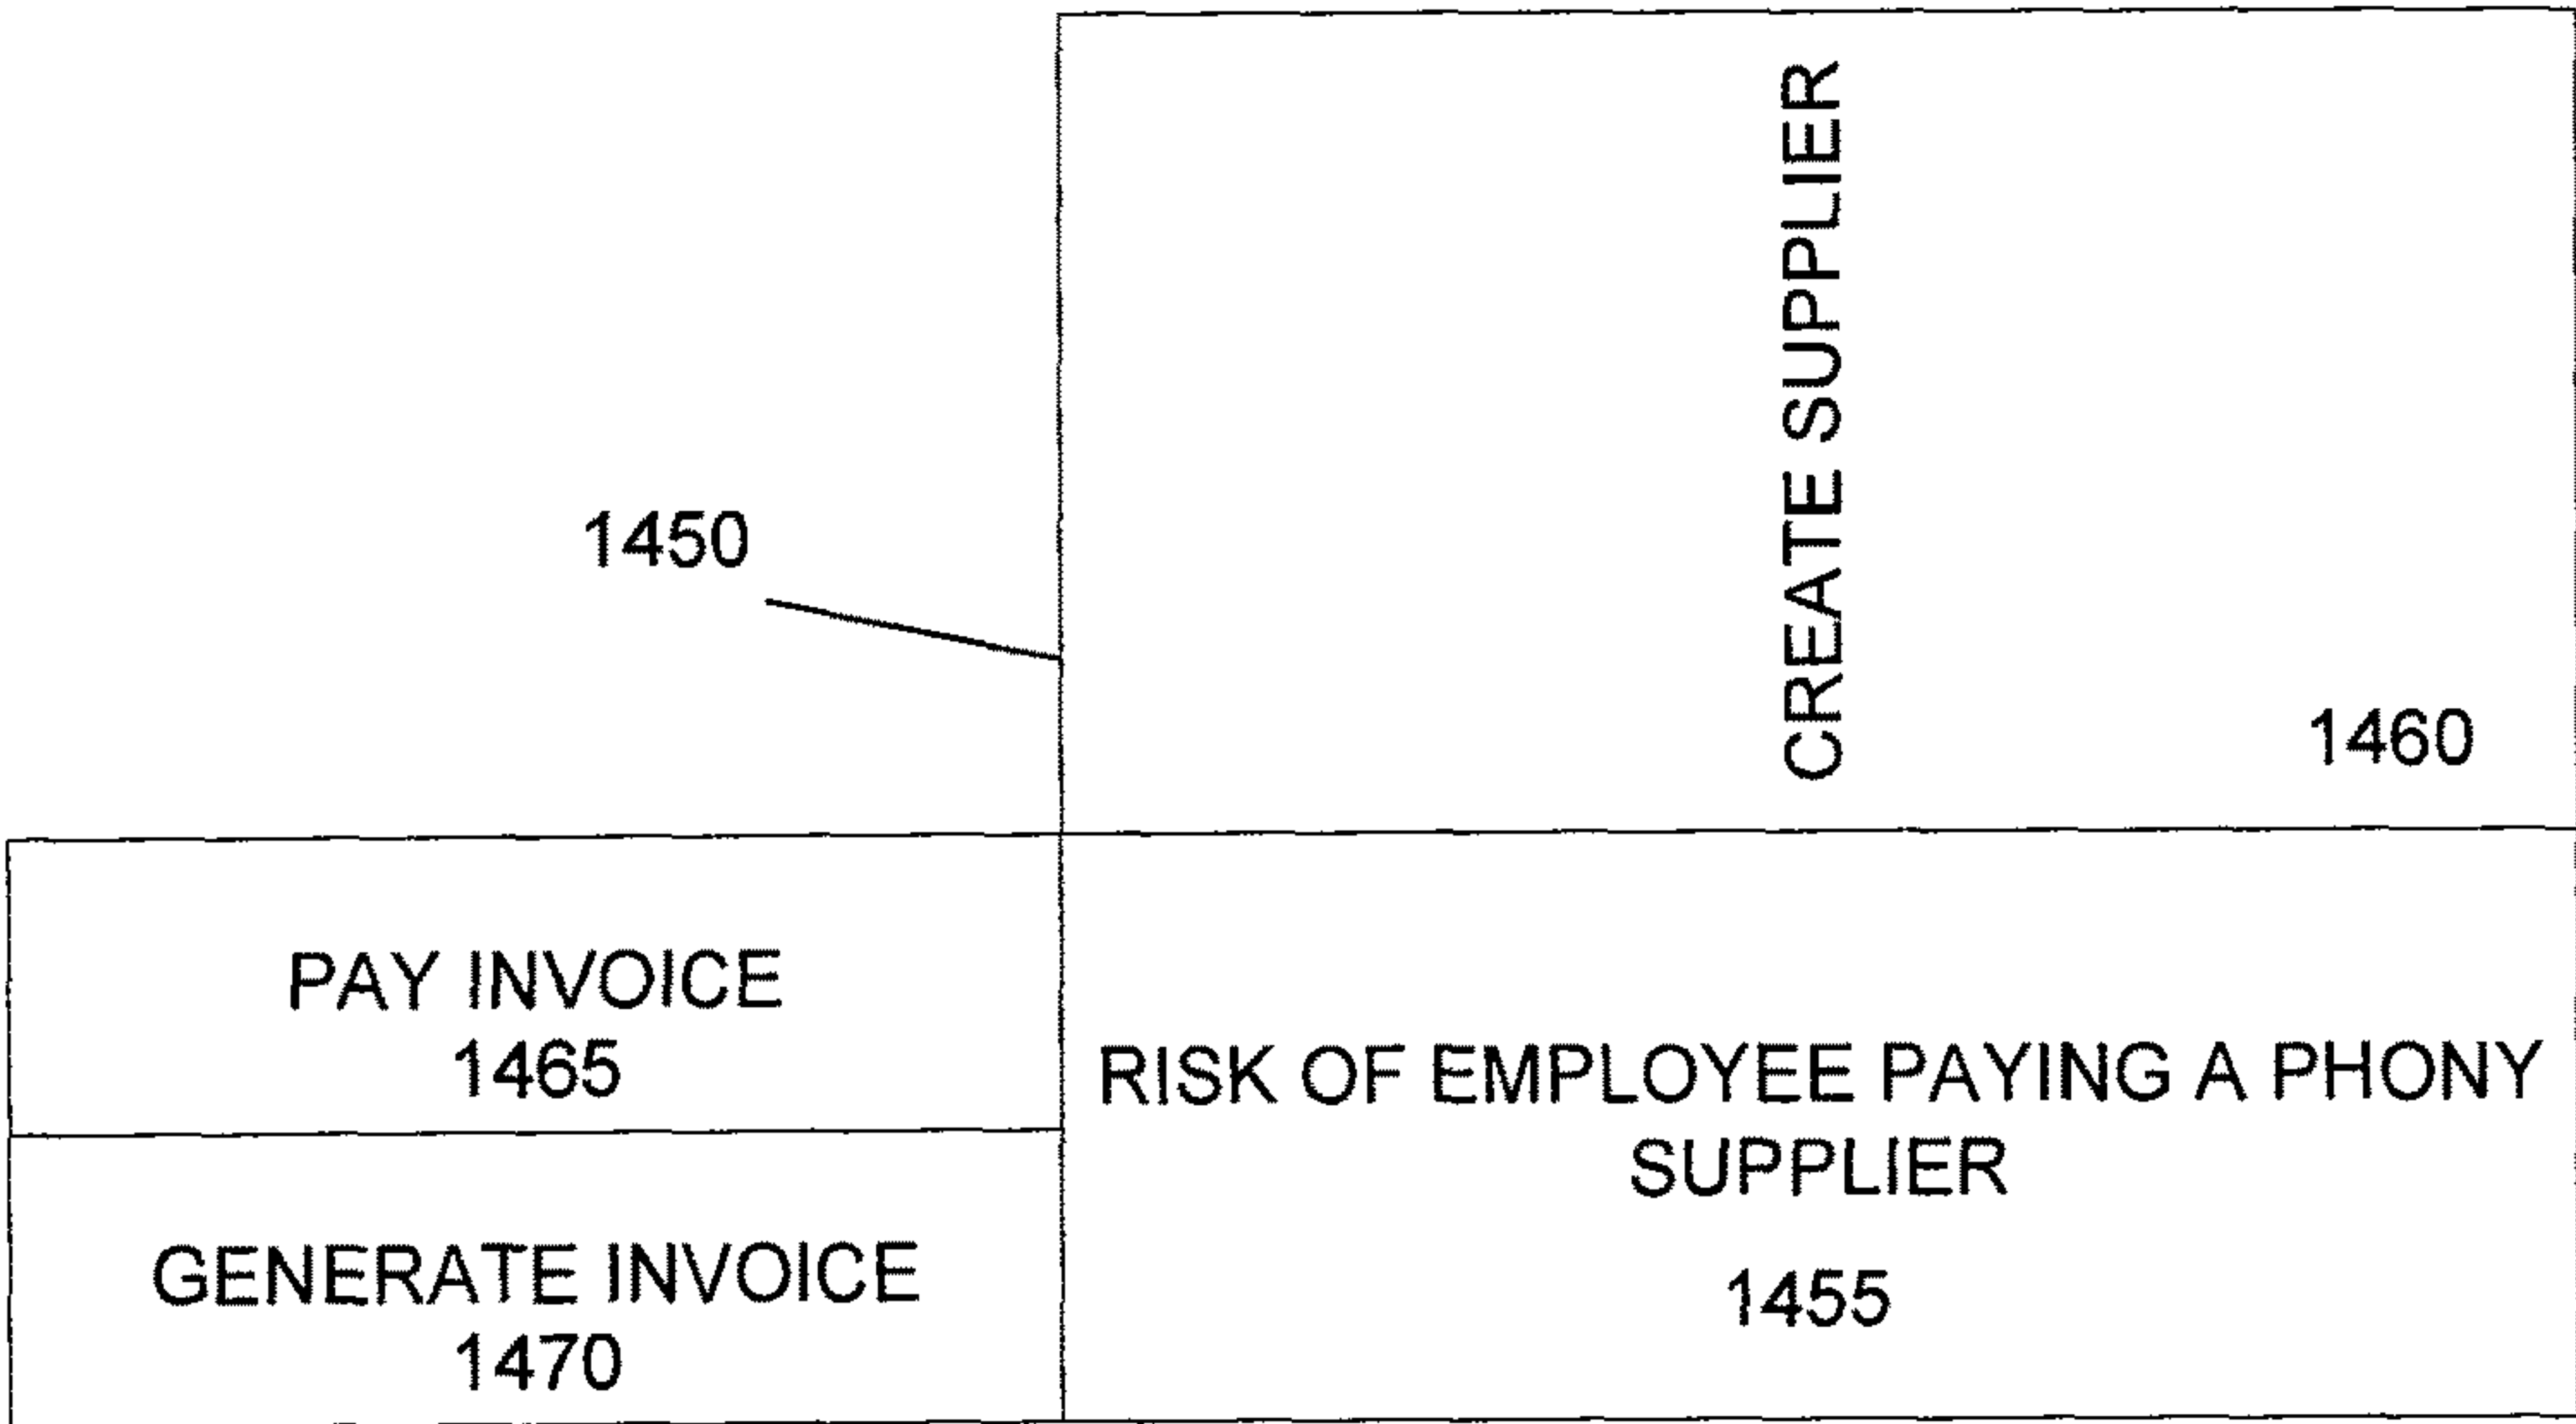 CREATE SUPPLIER
1450
1460
PAY INVOICE
1465
GENERATE INVOICE
1470
RISK OF EMPLOYEE PAYING A PHONY
SUPPLIER
1455